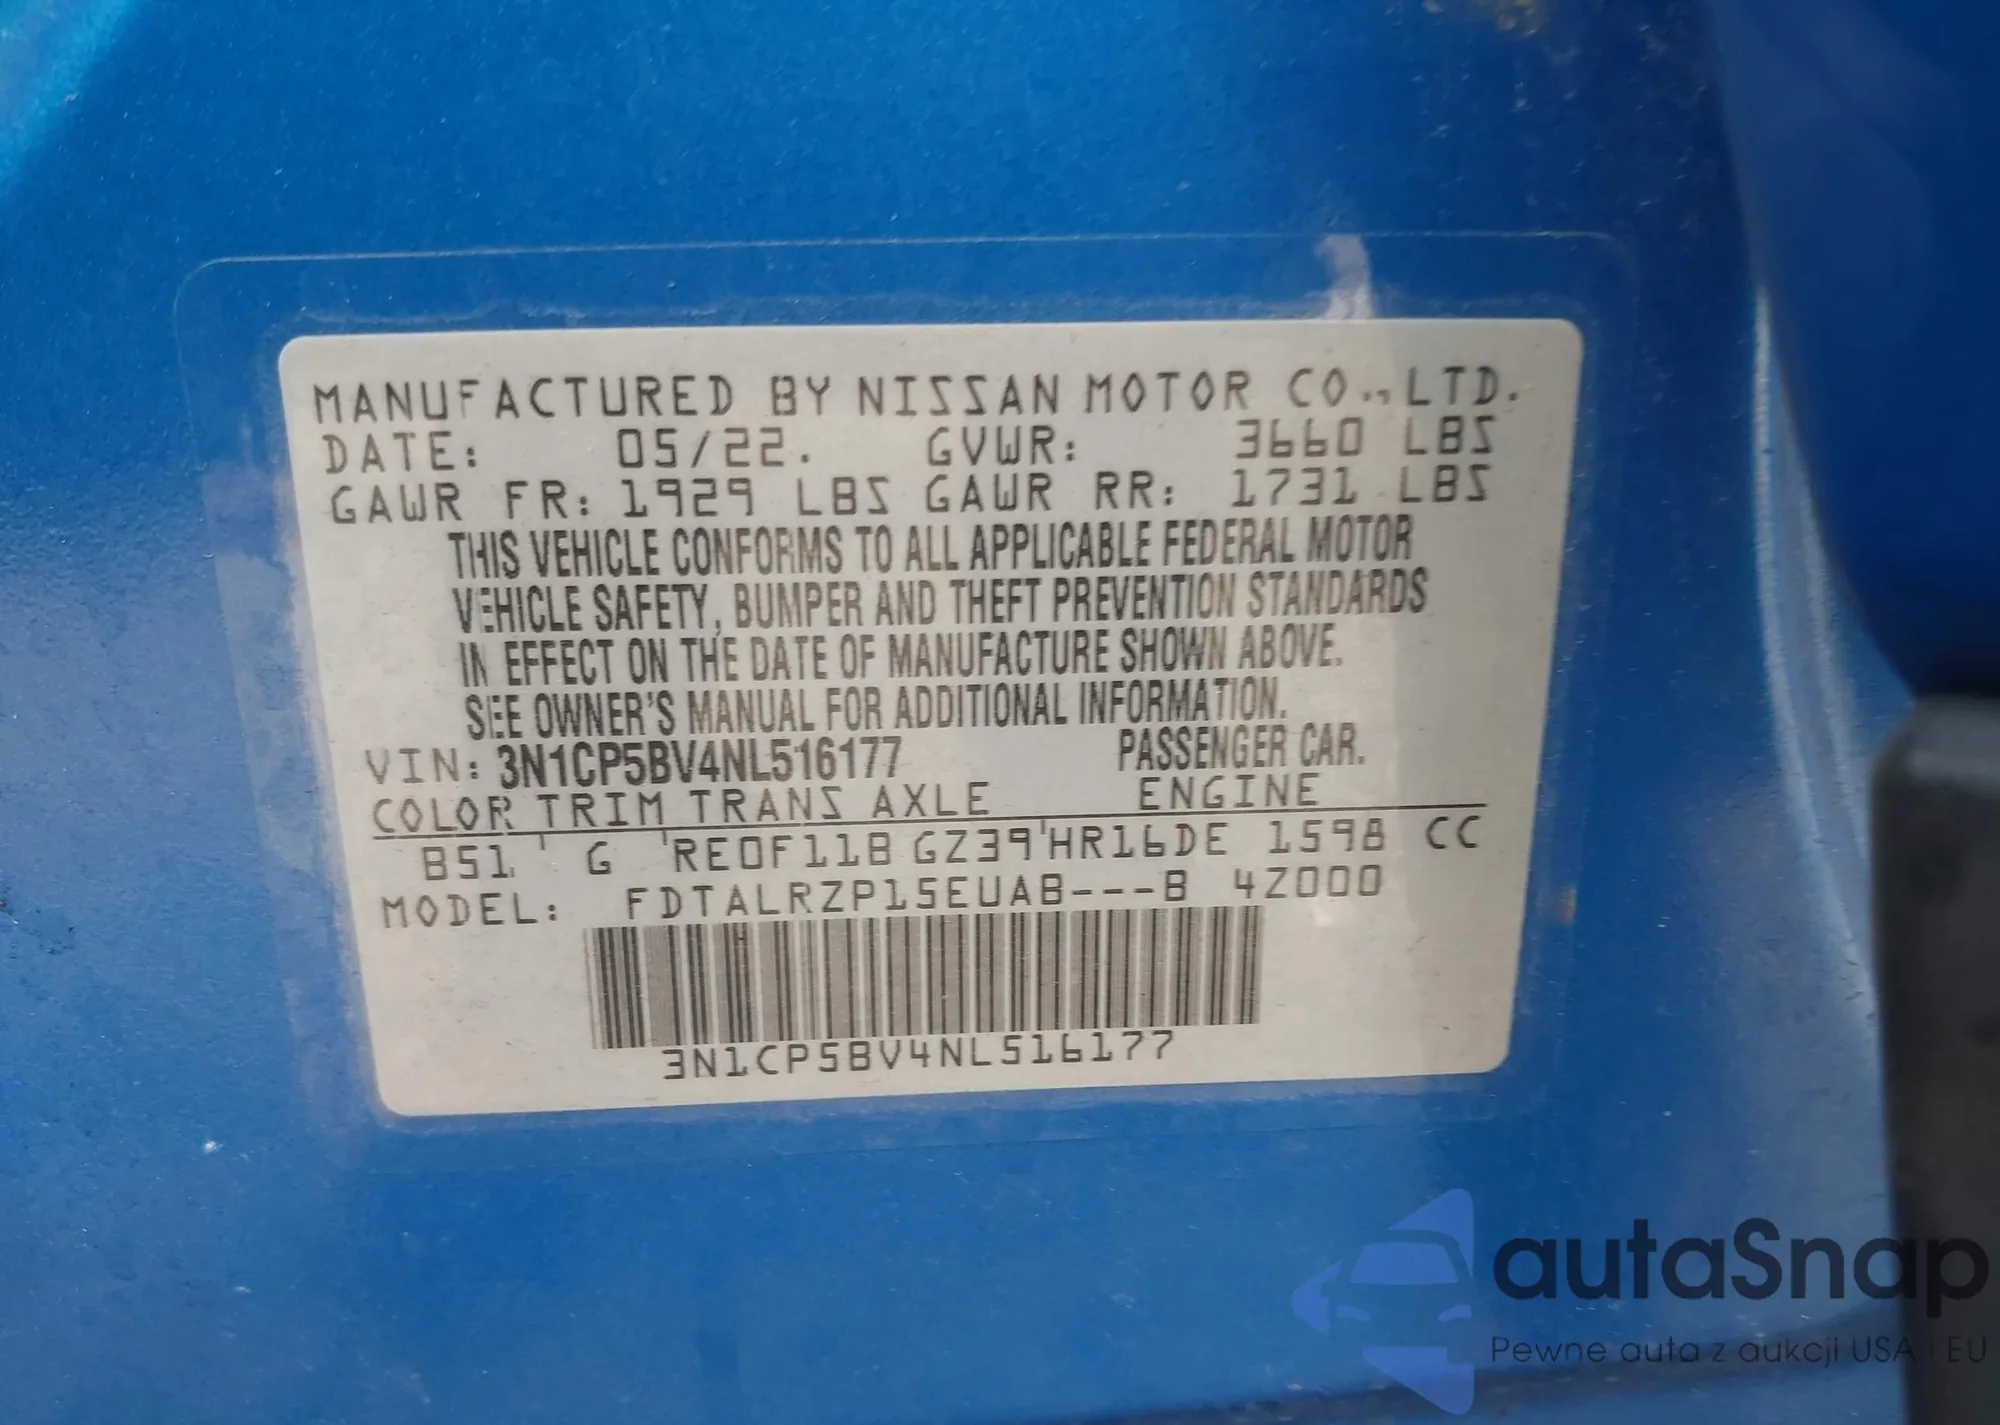 MANUFACTURED BY NISSAN MOTOR CO., LTD.
DATE: 05/22. GVWR: 3660 LBS
GAWR FR: 1929 LBS GAWR RR: 1731 LBS
THIS VEHICLE CONFORMS TO ALL APPLICABLE FEDERAL MOTOR
VEHICLE SAFETY, BUMPER AND THEFT PREVENTION STANDARDS
IN EFFECT ON THE DATE OF MANUFACTURE SHOWN ABOVE.
SEE OWNER'S MANUAL FOR ADDITIONAL INFORMATION.
VIN: 3N1CP5BV4NL516177 PASSENGER CAR.
COLOR TRIM TRANS AXLE ENGINE
B51 ' G 'RE0F11B GZ39'HR16DE 1598 CC
MODEL: FDTALRZP15EUAB---B 4Z000
3N1CP5BV4NL516177
autaSnap
Pewne auta z aukcji USA i EU